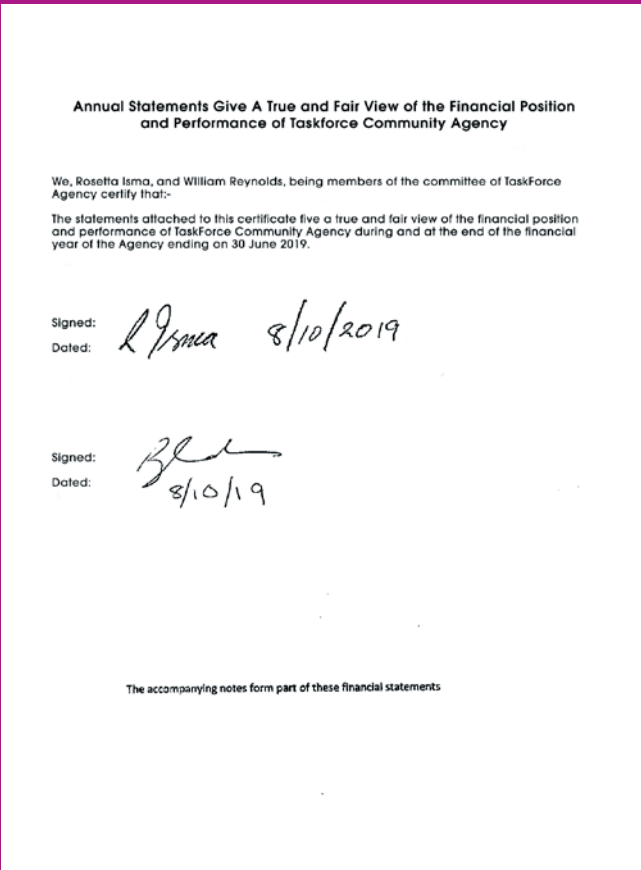 Annual Statements Give A True and Fair View of the Financial Position
and Performance of Taskforce Community Agency
We, Rosetta Isma, and William Reynolds, being members of the committee of TaskForce
Agency certify that:-
The statements attached to this certificate five a true and fair view of the financial position
and performance of TaskForce Community Agency during and at the end of the financial
year of the Agency ending on 30 June 2019.
Signed:
R Isma 8/10/2019
Dated:
Signed:
Dated:
8/10/19
The accompanying notes form part of these financial statements